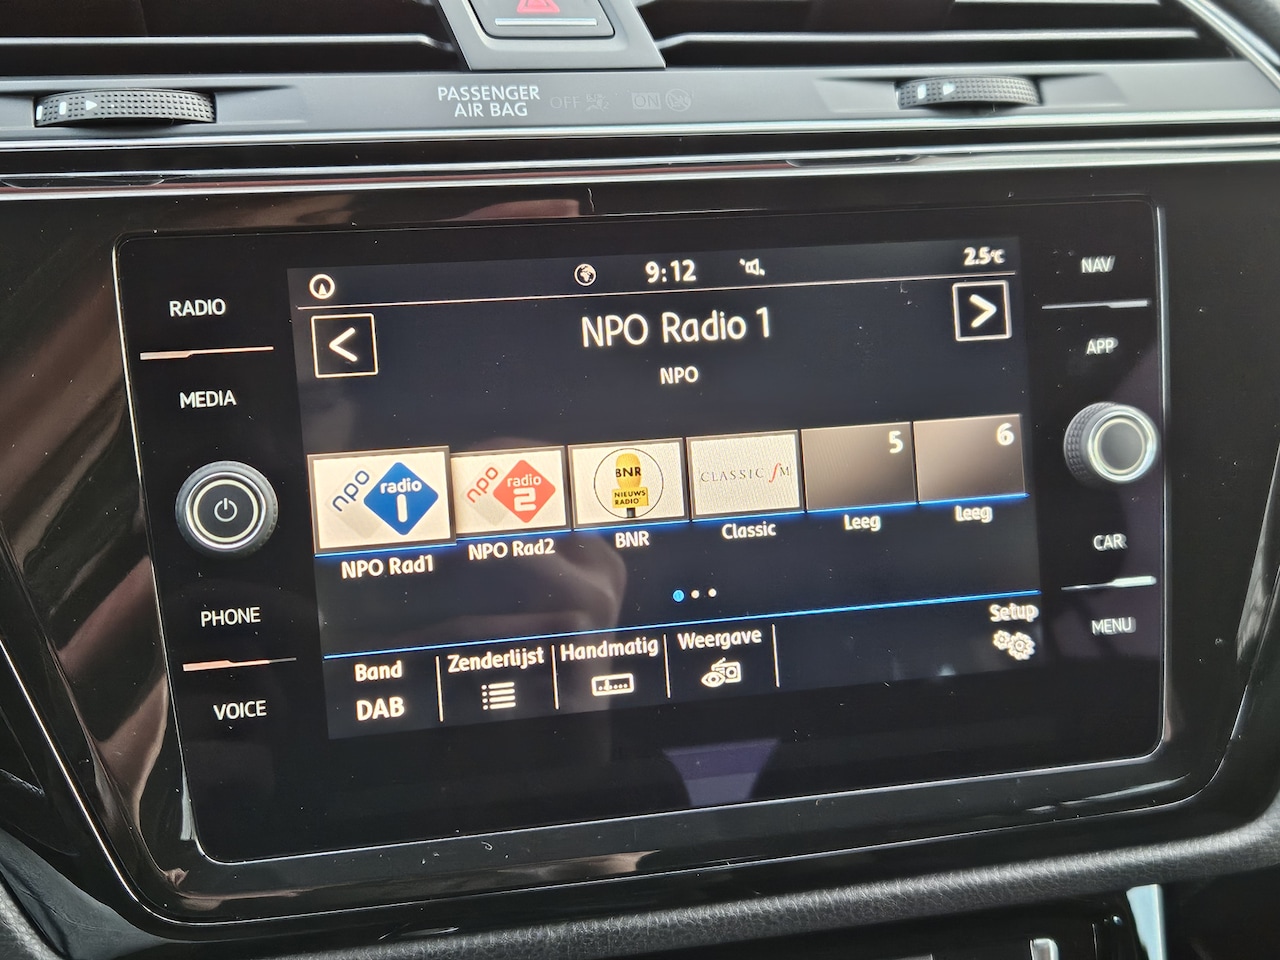 PASSENGER
AIR BAG
OFF
ON
RADIO
MEDIA
PHONE
VOICE
9:12
2.5°C
NPO Radio 1
NPO
npo radio 1
npo radio 2
BNR
NIEUWS
RADIO
CLASSIC fM
5
6
NPO Rad1
NPO Rad2
BNR
Classic
Leeg
Leeg
Band
DAB
Zenderlijst
Handmatig
Weergave
Setup
NAV
APP
CAR
MENU